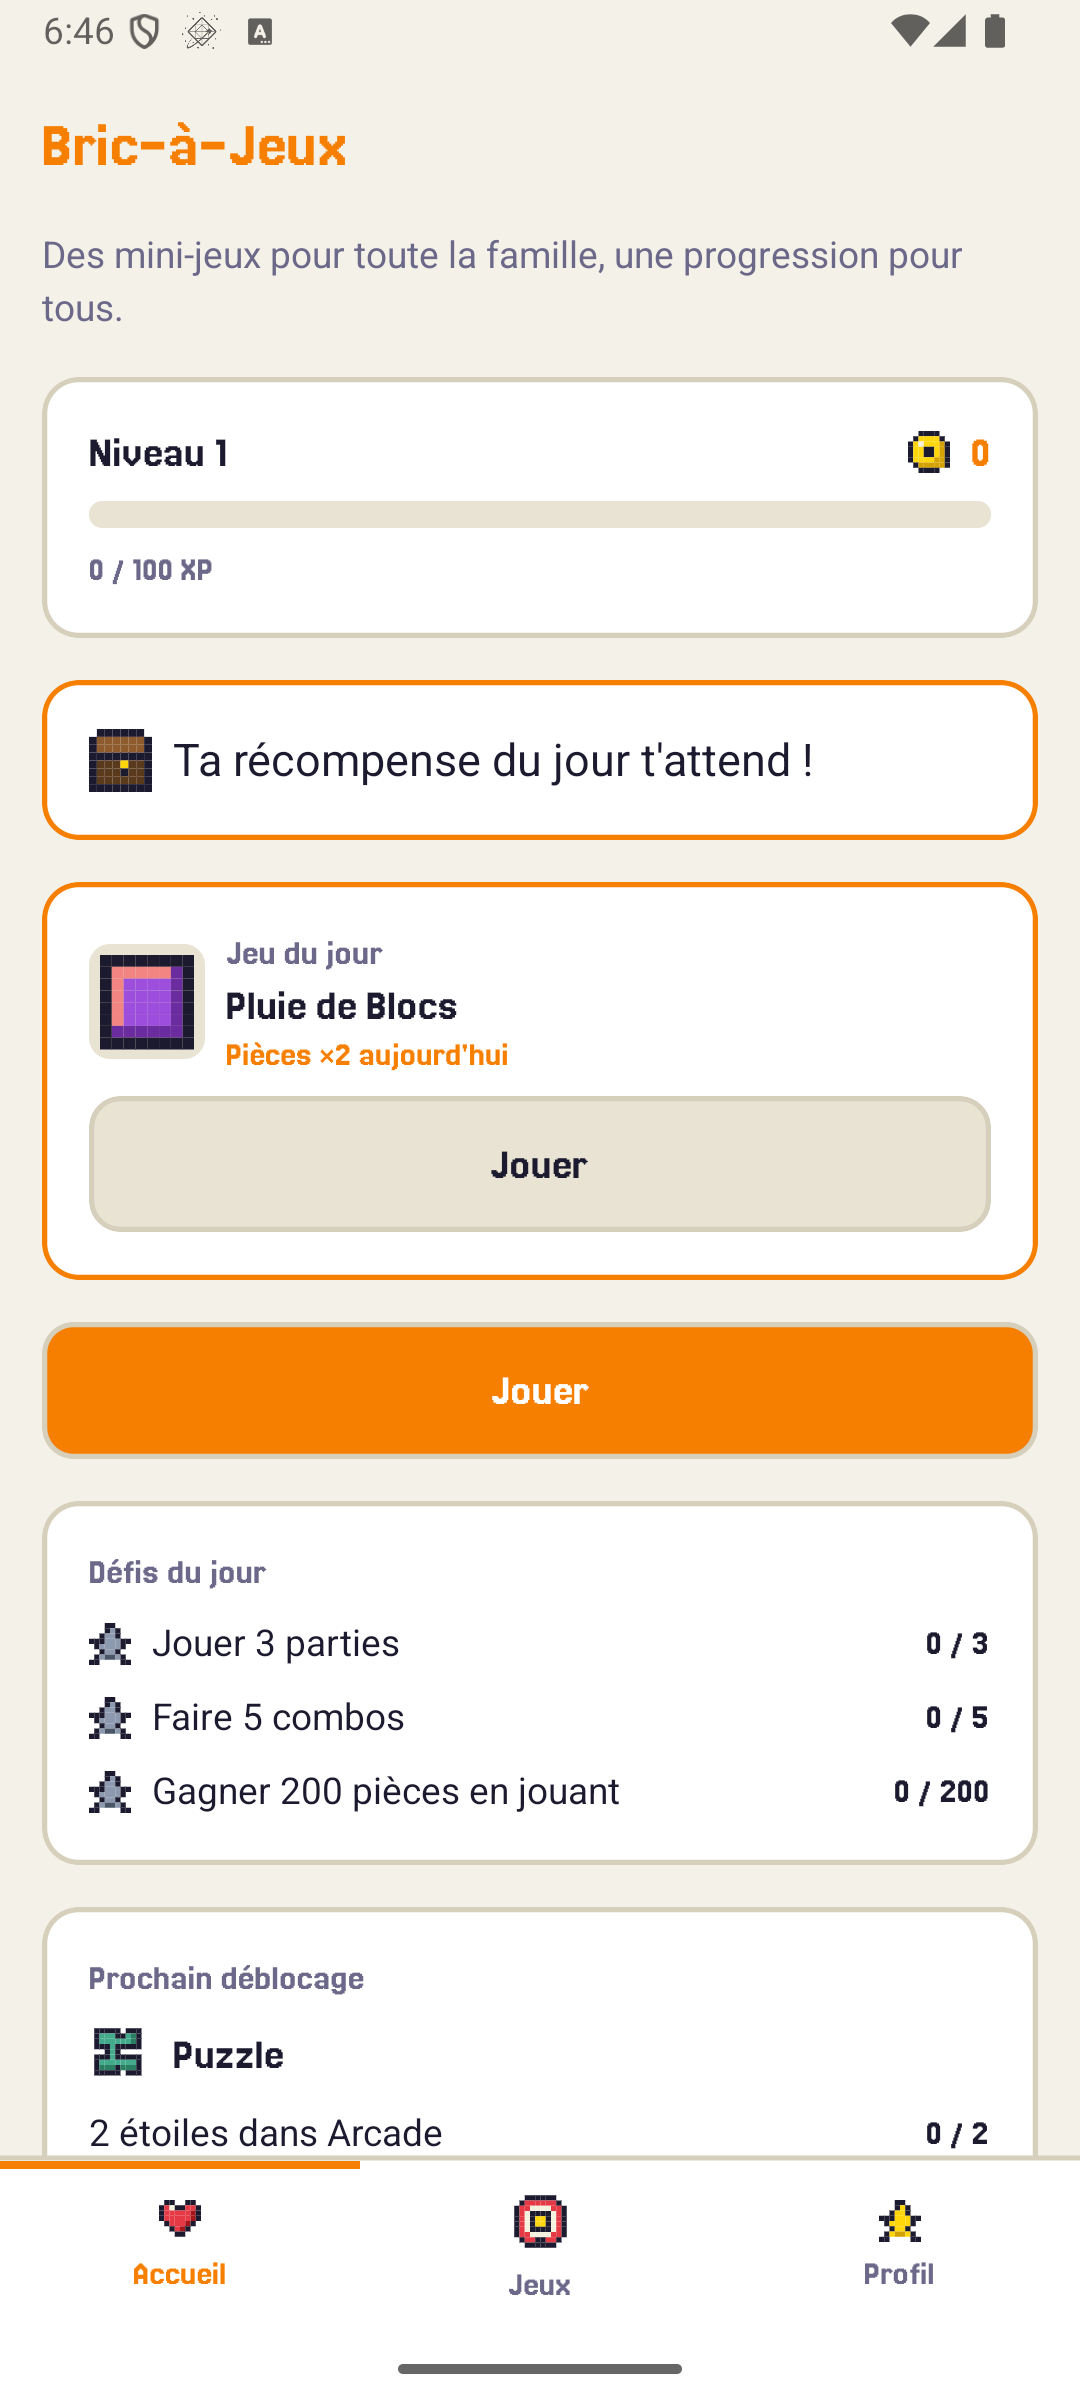 6:46
Bric-à-Jeux
Des mini-jeux pour toute la famille, une progression pour
tous.
Niveau 1
0
0 / 100 XP
Ta récompense du jour t'attend !
Jeu du jour
Pluie de Blocs
Pièces ×2 aujourd'hui
Jouer
Jouer
Défis du jour
Jouer 3 parties 0 / 3
Faire 5 combos 0 / 5
Gagner 200 pièces en jouant 0 / 200
Prochain déblocage
Puzzle
2 étoiles dans Arcade 0 / 2
Accueil
Jeux
Profil